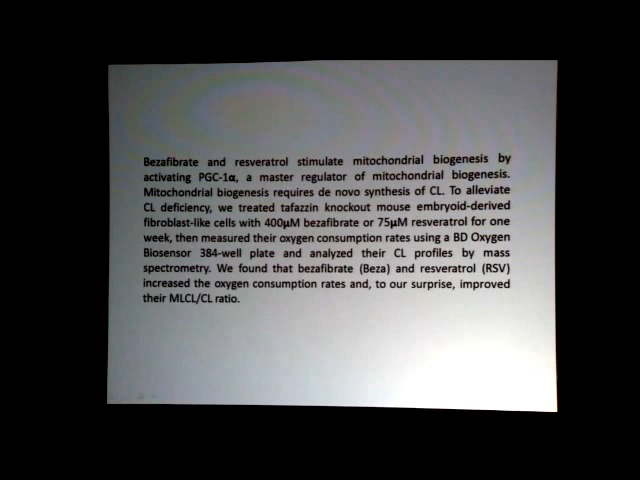 Bezafibrate and resveratrol stimulate mitochondrial biogenesis by
activating PGC-1α, a master regulator of mitochondrial biogenesis.
Mitochondrial biogenesis requires de novo synthesis of CL. To alleviate
CL deficiency, we treated tafazzin knockout mouse embryoid-derived
fibroblast-like cells with 400μM bezafibrate or 75μM resveratrol for one
week, then measured their oxygen consumption rates using a BD Oxygen
Biosensor 384-well plate and analyzed their CL profiles by mass
spectrometry. We found that bezafibrate (Beza) and resveratrol (RSV)
increased the oxygen consumption rates and, to our surprise, improved
their MLCL/CL ratio.